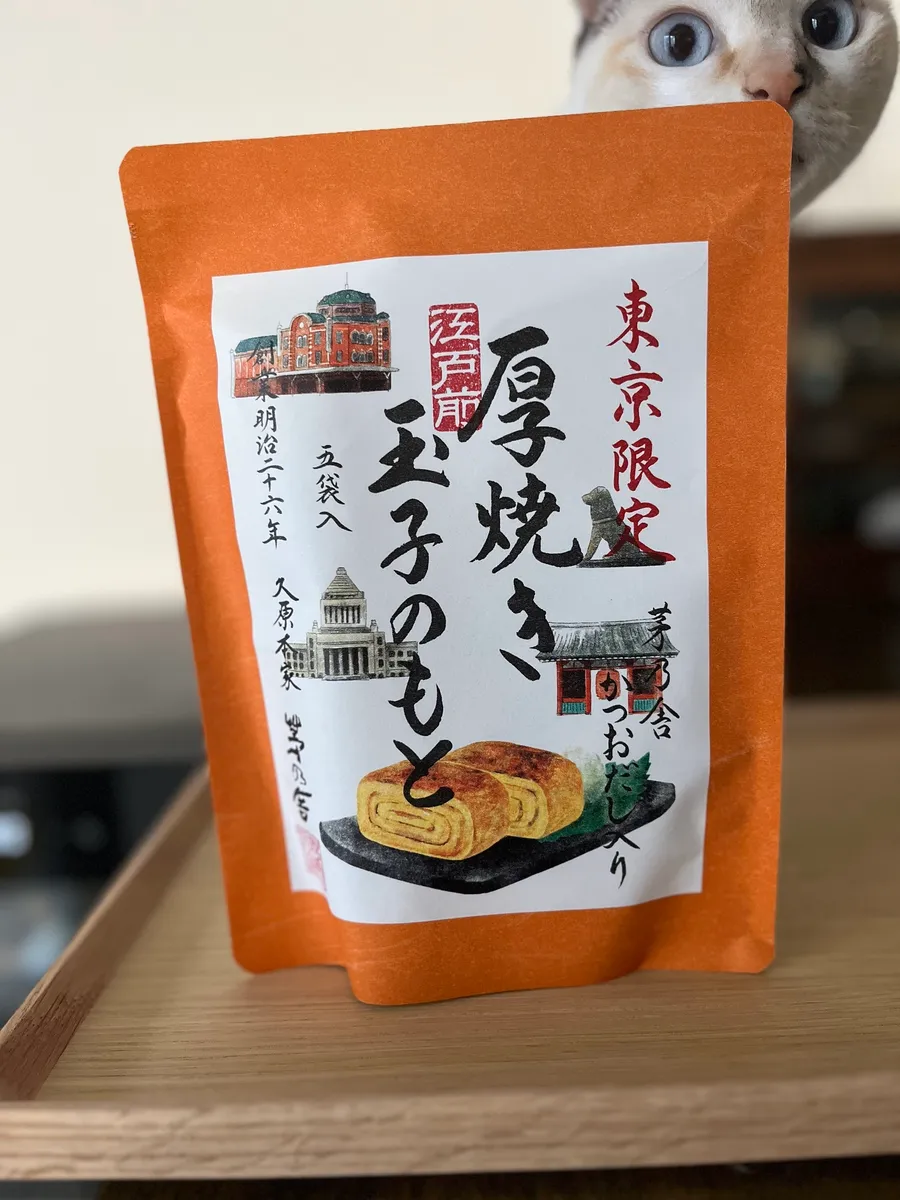 東京限定
茅乃舎
かつおだし入り
江戸前
厚焼き
玉子のもと
五袋入
創業明治二十六年
久原本家
茅乃舎